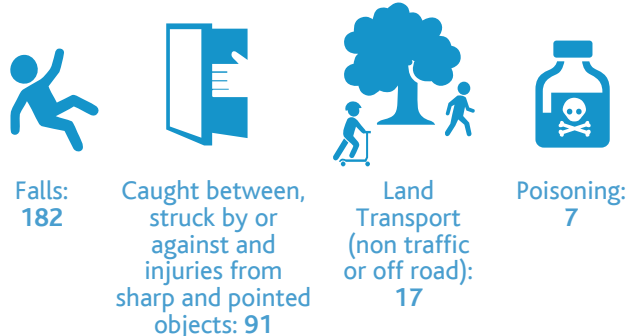 Falls:
182
Caught between,
struck by or
against and
injuries from
sharp and pointed
objects: 91
Land
Transport
(non traffic
or off road):
17
Poisoning:
7